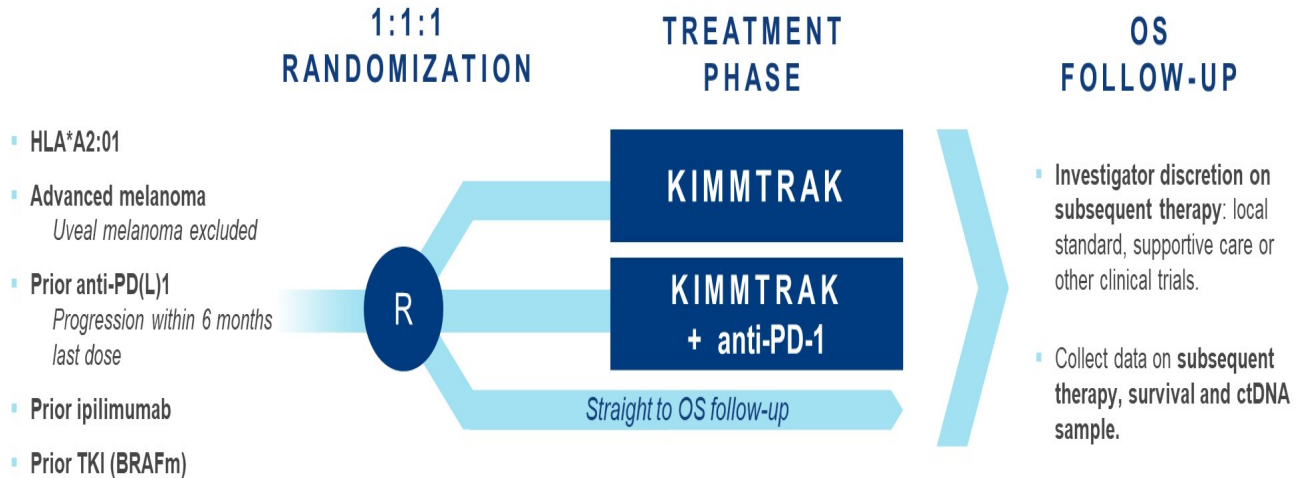 1:1:1
RANDOMIZATION
TREATMENT
PHASE
OS
FOLLOW-UP
HLA*A2:01
Advanced melanoma
Uveal melanoma excluded
Prior anti-PD(L)1
Progression within 6 months
last dose
Prior ipilimumab
Prior TKI (BRAFm)
R
KIMMTRAK
KIMMTRAK
+ anti-PD-1
Straight to OS follow-up
Investigator discretion on
subsequent therapy: local
standard, supportive care or
other clinical trials.
Collect data on subsequent
therapy, survival and ctDNA
sample.